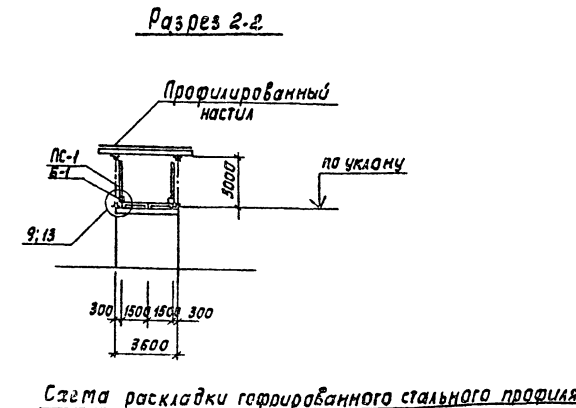 Разрез 2-2
Профилированный
настил
ПС-1
Б-1
3000
по уклону
9;13
300 1500 1500 300
3600
Схема раскладки гофрированного стального профиля